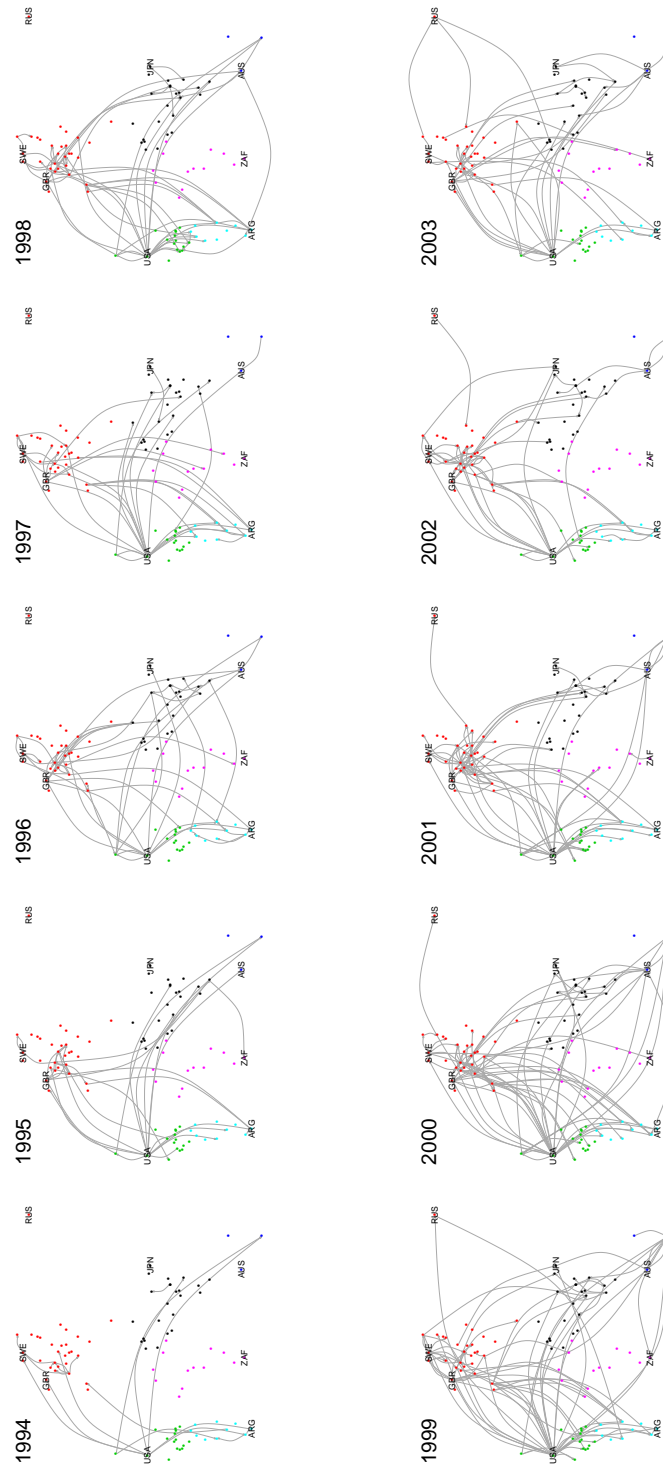 1994
SWE
RUS
GBR
USA
JPN
ARG
ZAF
AUS
1995
SWE
RUS
GBR
USA
JPN
ARG
ZAF
AUS
1996
SWE
RUS
GBR
USA
JPN
ARG
ZAF
AUS
1997
SWE
RUS
GBR
USA
JPN
ARG
ZAF
AUS
1998
SWE
RUS
GBR
USA
JPN
ARG
ZAF
AUS
1999
SWE
RUS
GBR
USA
JPN
ARG
ZAF
AUS
2000
SWE
RUS
GBR
USA
JPN
ARG
ZAF
AUS
2001
SWE
RUS
GBR
USA
JPN
ARG
ZAF
AUS
2002
SWE
RUS
GBR
USA
JPN
ARG
ZAF
AUS
2003
SWE
RUS
GBR
USA
JPN
ARG
ZAF
AUS